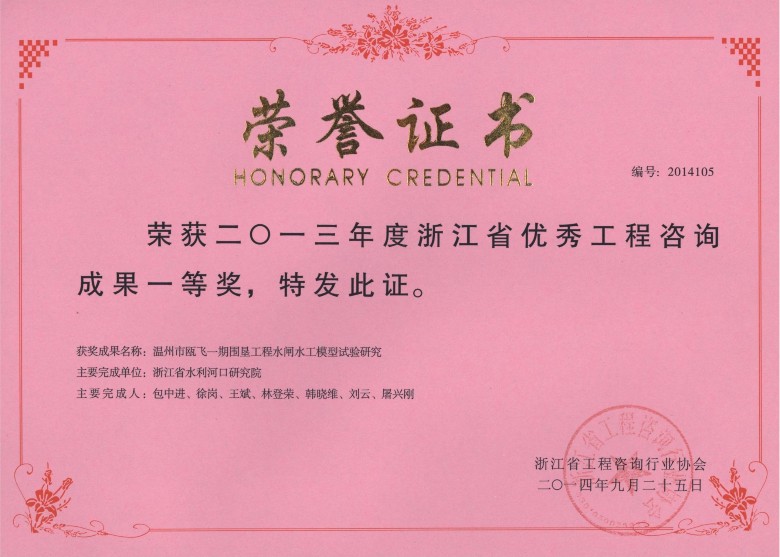 荣誉证书
HONORARY CREDENTIAL
编号：2014105
荣获二〇一三年度浙江省优秀工程咨询
成果一等奖，特发此证。
获奖成果名称：温州市瓯飞一期围垦工程水闸水工模型试验研究
主要完成单位：浙江省水利河口研究院
主要完成人：包中进、徐岗、王斌、林登荣、韩晓维、刘云、屠兴刚
浙江省工程咨询行业协会
二〇一四年九月二十五日